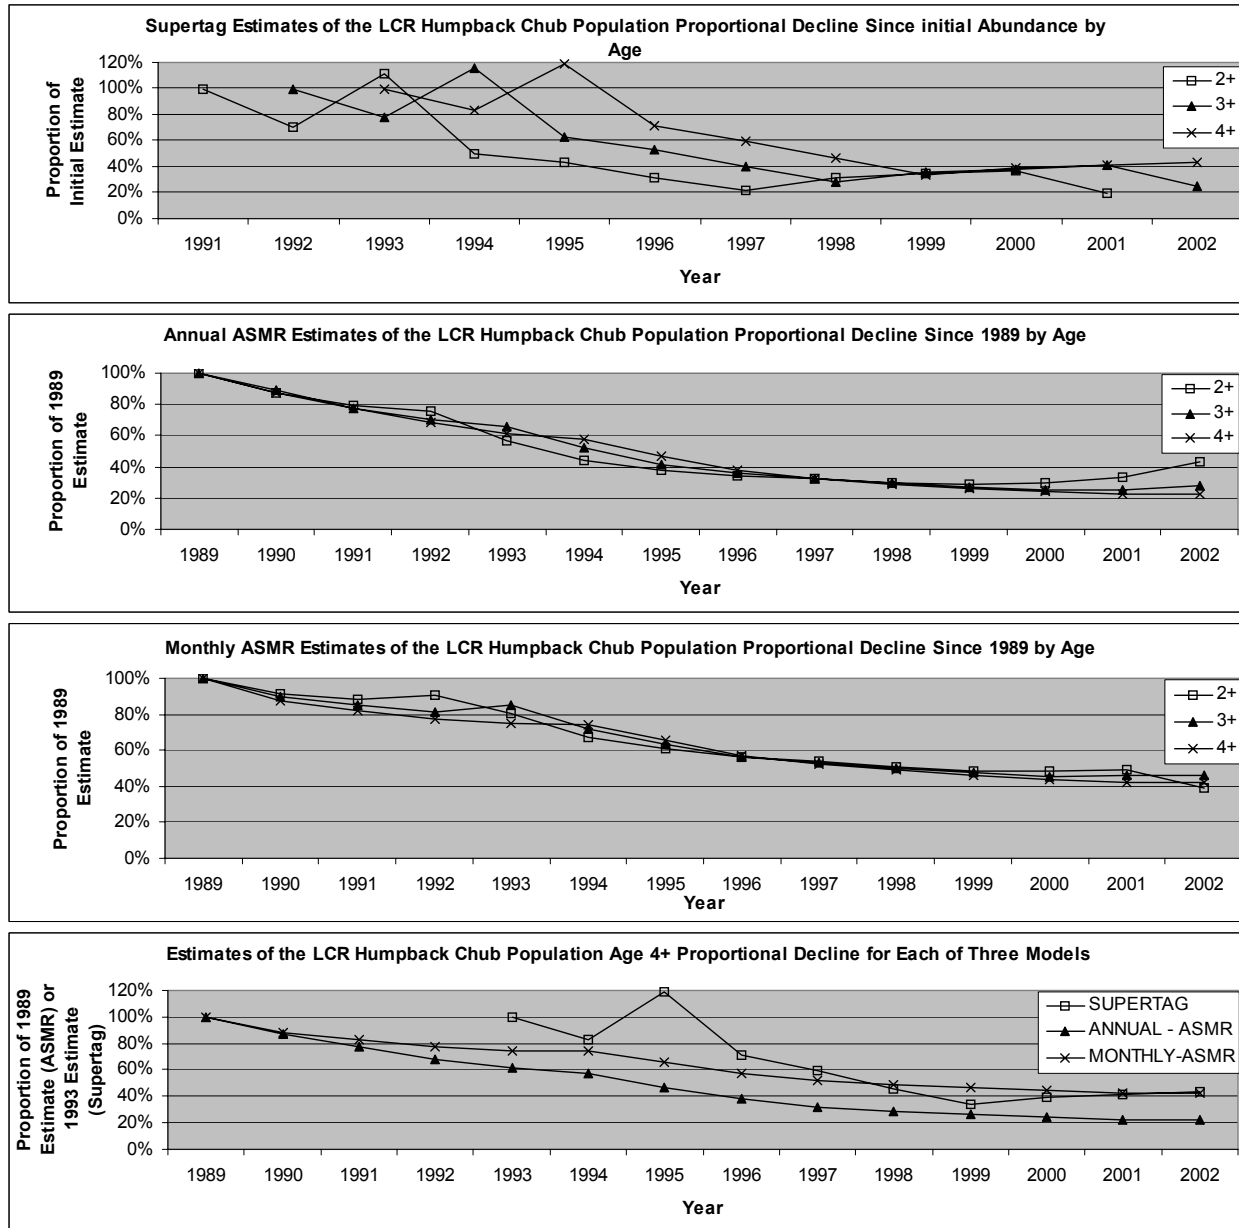 Supertag Estimates of the LCR Humpback Chub Population Proportional Decline Since initial Abundance by
Age
Proportion of
Initial Estimate
120%
100%
80%
60%
40%
20%
0%
2+
3+
4+
1991 1992 1993 1994 1995 1996 1997 1998 1999 2000 2001 2002
Year
Annual ASMR Estimates of the LCR Humpback Chub Population Proportional Decline Since 1989 by Age
Proportion of 1989
Estimate
100%
80%
60%
40%
20%
0%
2+
3+
4+
1989 1990 1991 1992 1993 1994 1995 1996 1997 1998 1999 2000 2001 2002
Year
Monthly ASMR Estimates of the LCR Humpback Chub Population Proportional Decline Since 1989 by Age
Proportion of 1989
Estimate
100%
80%
60%
40%
20%
0%
2+
3+
4+
1989 1990 1991 1992 1993 1994 1995 1996 1997 1998 1999 2000 2001 2002
Year
Estimates of the LCR Humpback Chub Population Age 4+ Proportional Decline for Each of Three Models
Proportion of 1989
Estimate (ASMR) or
1993 Estimate
(Supertag)
120%
100%
80%
60%
40%
20%
0%
SUPERTAG
ANNUAL - ASMR
MONTHLY-ASMR
1989 1990 1991 1992 1993 1994 1995 1996 1997 1998 1999 2000 2001 2002
Year